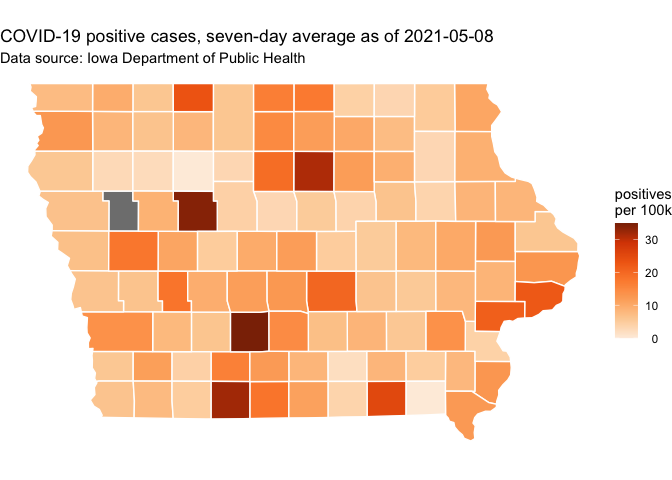 COVID-19 positive cases, seven-day average as of 2021-05-08
Data source: Iowa Department of Public Health
positives
per 100k
30
20
10
0